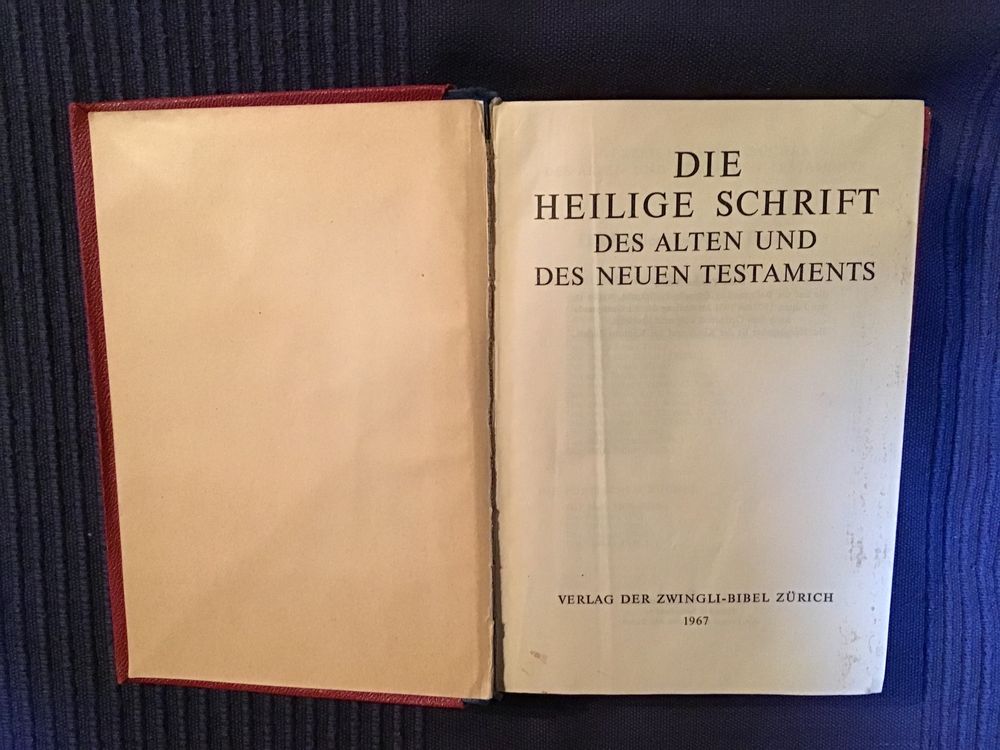 DIE
HEILIGE SCHRIFT
DES ALTEN UND
DES NEUEN TESTAMENTS
VERLAG DER ZWINGLI-BIBEL ZÜRICH
1967